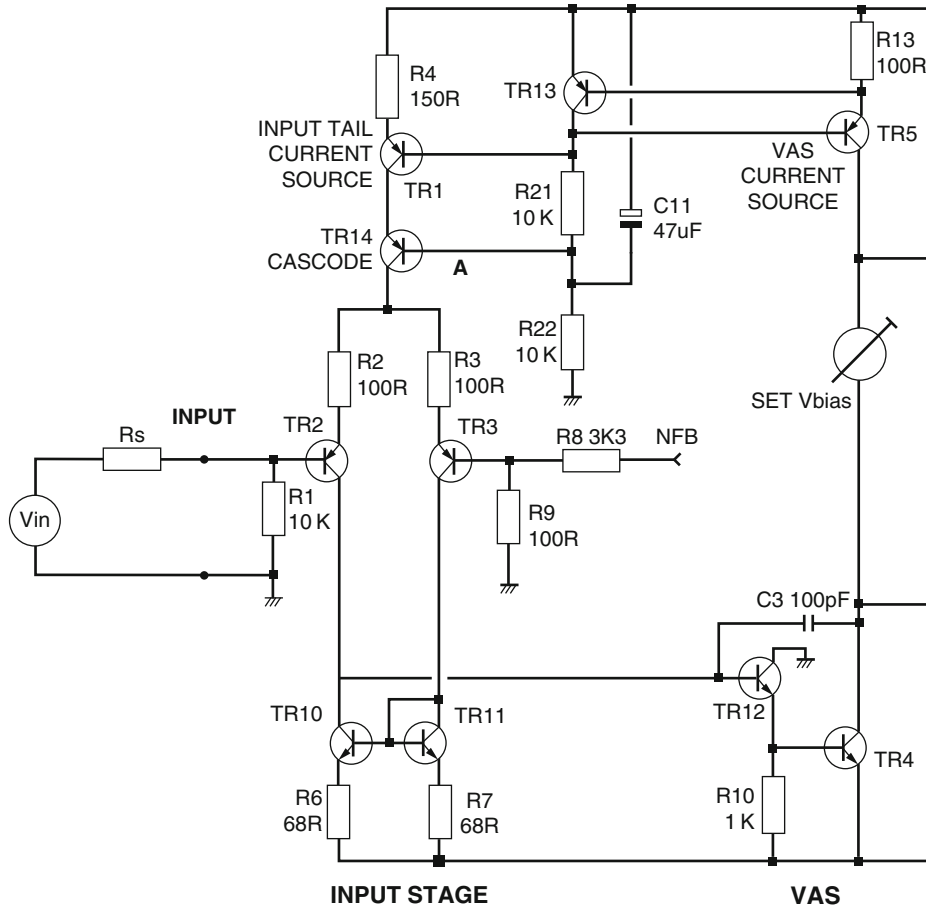 R4
150R
TR13
R13
100R
INPUT TAIL
CURRENT
SOURCE
TR1
TR5
VAS
CURRENT
SOURCE
R21
10 K
C11
47uF
TR14
CASCODE
A
R22
10 K
R2
100R
R3
100R
SET Vbias
INPUT
TR2
TR3
R8 3K3
NFB
Rs
Vin
R1
10 K
R9
100R
C3 100pF
TR12
TR10
TR11
TR4
R6
68R
R7
68R
R10
1 K
INPUT STAGE
VAS